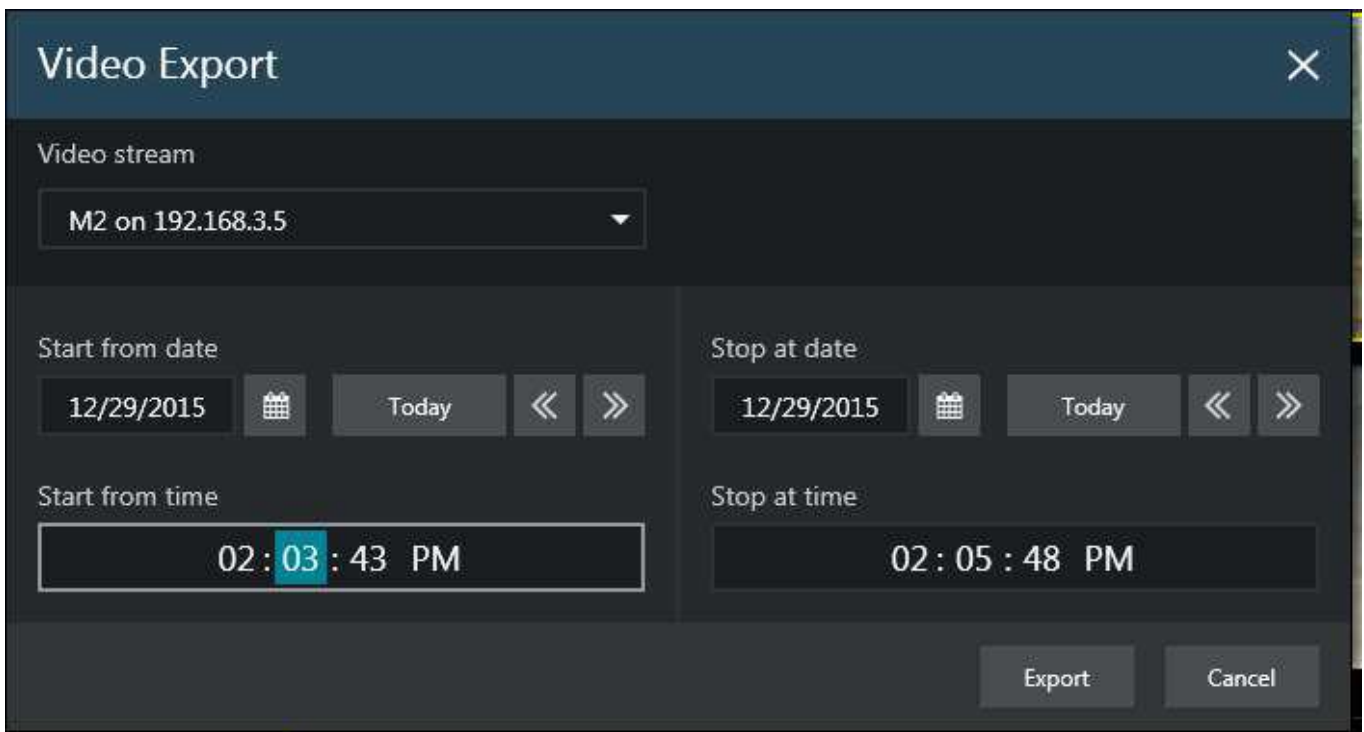 Video Export
Video stream
M2 on 192.168.3.5
Start from date
12/29/2015 Today
Start from time
02 : 03 : 43 PM
Stop at date
12/29/2015 Today
Stop at time
02 : 05 : 48 PM
Export Cancel